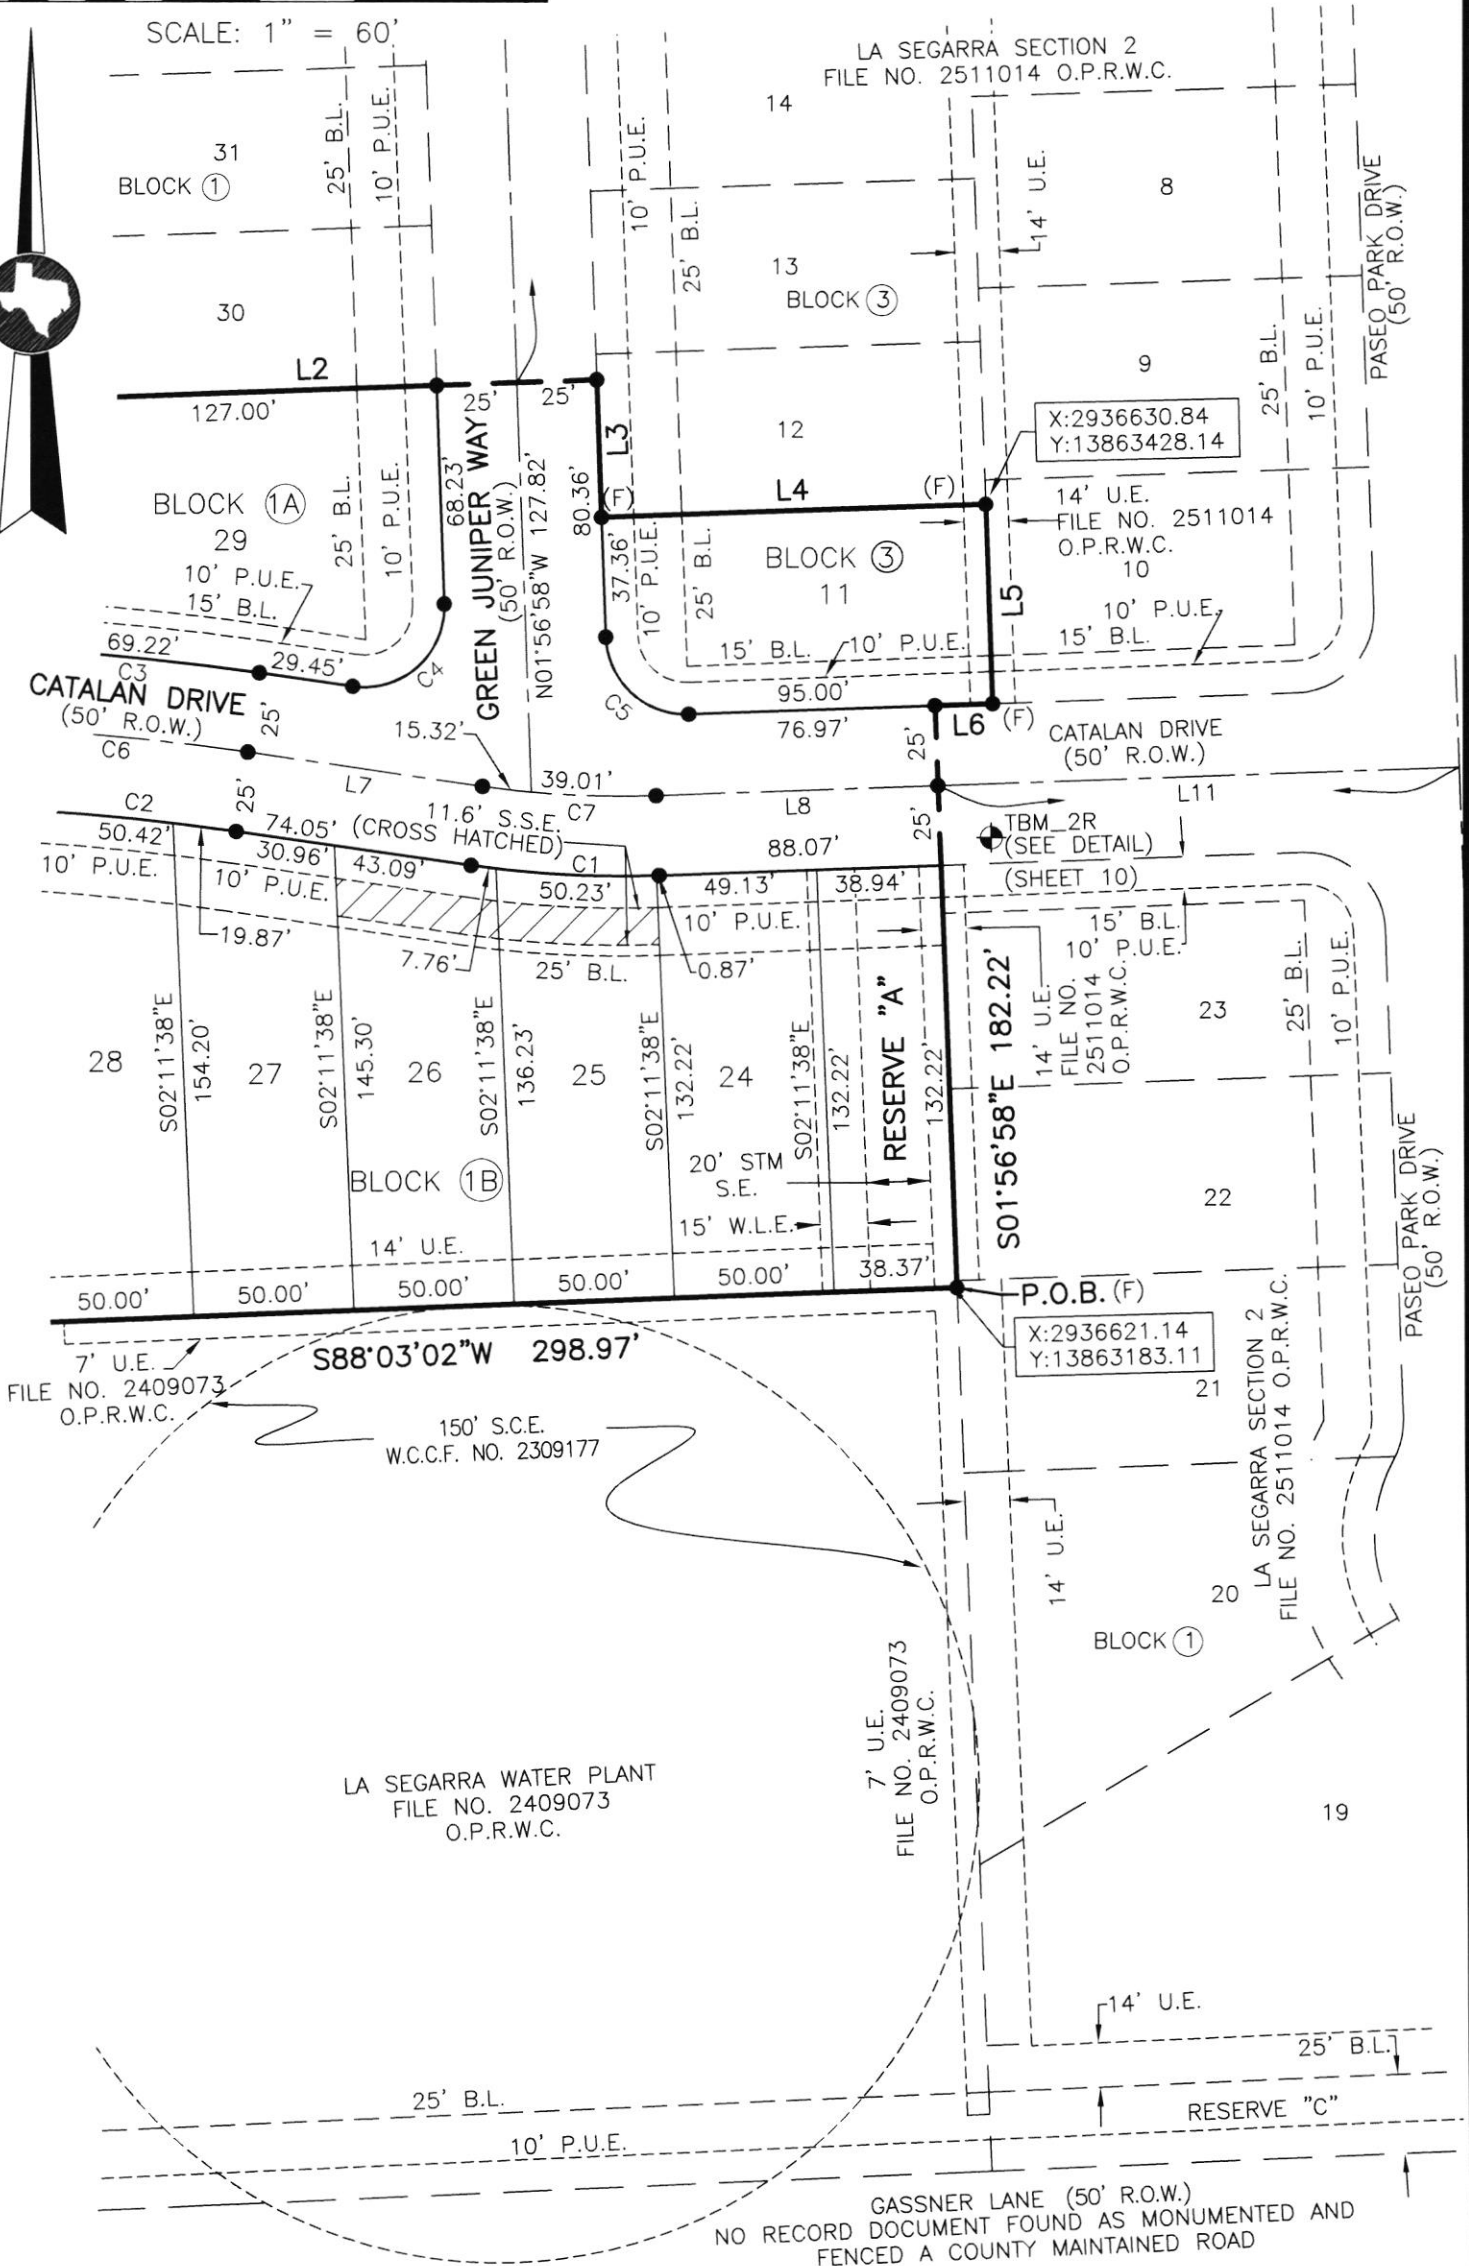 SCALE: 1" = 60'
LA SEGARRA SECTION 2
FILE NO. 2511014 O.P.R.W.C.
14
31
BLOCK 1
25' B.L.
10' P.U.E.
10' P.U.E.
25' B.L.
14' U.E.
8
PASEO PARK DRIVE
(50' R.O.W.)
13
BLOCK 3
30
L2
127.00'
25'
25'
9
25' B.L.
10' P.U.E.
12
X:2936630.84
Y:13863428.14
L3
80.36'
(F)
L4
(F)
BLOCK 1A
29
25' B.L.
10' P.U.E.
68.23'
GREEN JUNIPER WAY
(50' R.O.W.)
N01°56'58"W 127.82'
14' U.E.
FILE NO. 2511014
O.P.R.W.C.
10
BLOCK 3
11
37.36'
10' P.U.E.
25' B.L.
L5
10' P.U.E.
15' B.L.
10' P.U.E.
15' B.L.
15' B.L.
10' P.U.E.
69.22'
C3
29.45'
C4
C5
95.00'
76.97'
L6
(F)
CATALAN DRIVE
(50' R.O.W.)
25'
C6
15.32'
25'
CATALAN DRIVE
(50' R.O.W.)
L7
39.01'
C7
L8
L11
C2
25'
50.42'
74.05'
11.6' S.S.E.
(CROSS HATCHED)
C1
88.07'
25'
TBM_2R
(SEE DETAIL)
(SHEET 10)
10' P.U.E.
30.96'
43.09'
10' P.U.E.
50.23'
49.13'
38.94'
10' P.U.E.
15' B.L.
10' P.U.E.
19.87'
7.76'
25' B.L.
0.87'
28
S02°11'38"E
154.20'
27
S02°11'38"E
145.30'
26
S02°11'38"E
136.23'
25
S02°11'38"E
132.22'
24
S02°11'38"E
132.22'
RESERVE "A"
132.22'
S01°56'58"E 182.22'
14' U.E.
FILE NO.
2511014
O.P.R.W.C.
23
25' B.L.
10' P.U.E.
BLOCK 1B
20' STM
S.E.
15' W.L.E.
22
PASEO PARK DRIVE
(50' R.O.W.)
14' U.E.
50.00'
50.00'
50.00'
50.00'
50.00'
38.37'
P.O.B. (F)
X:2936621.14
Y:13863183.11
21
7' U.E.
FILE NO. 2409073
O.P.R.W.C.
S88°03'02"W 298.97'
150' S.C.E.
W.C.C.F. NO. 2309177
LA SEGARRA SECTION 2
FILE NO. 2511014 O.P.R.W.C.
14' U.E.
20
BLOCK 1
7' U.E.
FILE NO. 2409073
O.P.R.W.C.
LA SEGARRA WATER PLANT
FILE NO. 2409073
O.P.R.W.C.
19
14' U.E.
25' B.L.
25' B.L.
RESERVE "C"
10' P.U.E.
GASSNER LANE (50' R.O.W.)
NO RECORD DOCUMENT FOUND AS MONUMENTED AND
FENCED A COUNTY MAINTAINED ROAD